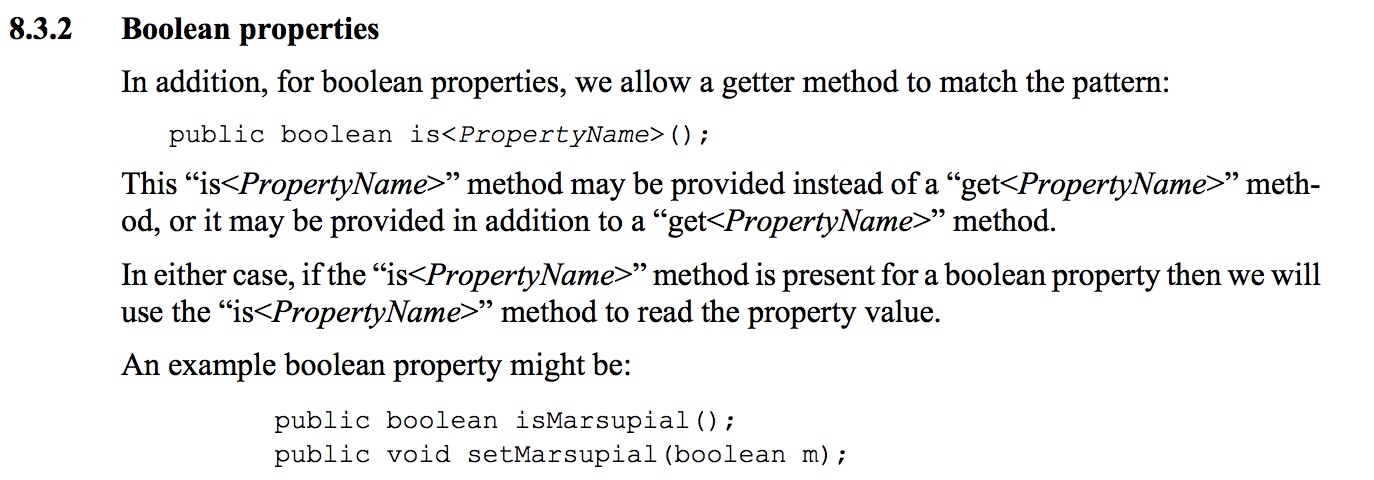 8.3.2 Boolean properties
In addition, for boolean properties, we allow a getter method to match the pattern:
public boolean is<PropertyName>();
This “is<PropertyName>” method may be provided instead of a “get<PropertyName>” meth-
od, or it may be provided in addition to a “get<PropertyName>” method.
In either case, if the “is<PropertyName>” method is present for a boolean property then we will
use the “is<PropertyName>” method to read the property value.
An example boolean property might be:
public boolean isMarsupial();
public void setMarsupial(boolean m);